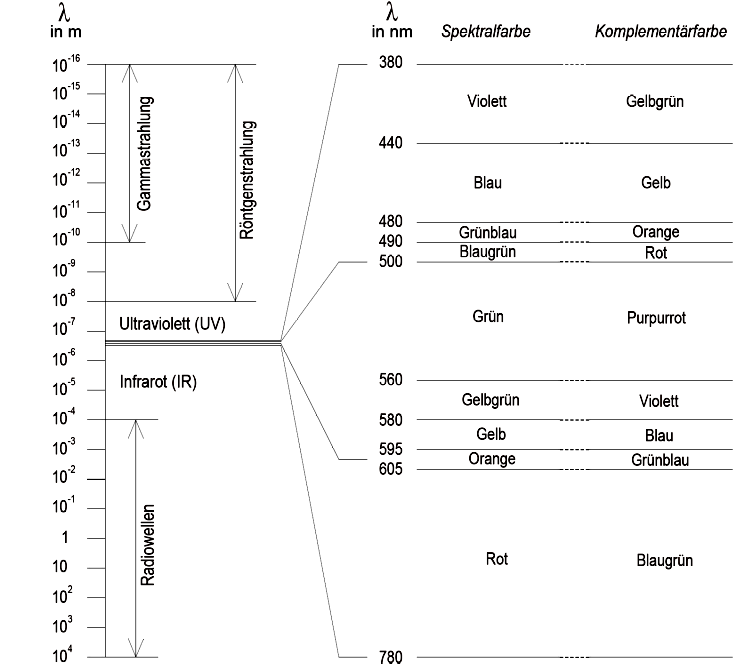 λ
in m
10-16
10-15
10-14
10-13
10-12
10-11
10-10
10-9
10-8
10-7
10-6
10-5
10-4
10-3
10-2
10-1
1
10
102
103
104
Gammastrahlung
Röntgenstrahlung
Ultraviolett (UV)
Infrarot (IR)
Radiowellen
λ
in nm Spektralfarbe Komplementärfarbe
380
Violett Gelbgrün
440
Blau Gelb
480
Grünblau Orange
490
Blaugrün Rot
500
Grün Purpurrot
560
Gelbgrün Violett
580
Gelb Blau
595
Orange Grünblau
605
Rot Blaugrün
780